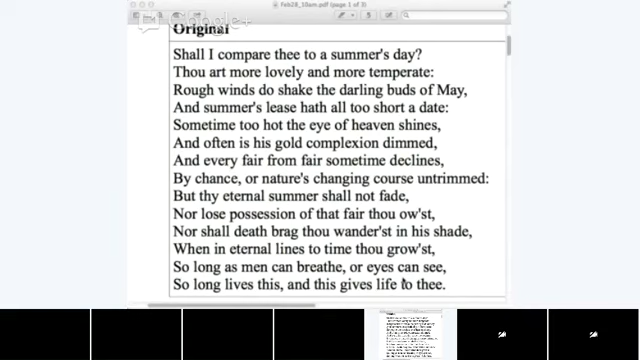 Feb28_10am.pdf (page 1 of 3)
Google+
Original
Shall I compare thee to a summer's day?
Thou art more lovely and more temperate:
Rough winds do shake the darling buds of May,
And summer's lease hath all too short a date:
Sometime too hot the eye of heaven shines,
And often is his gold complexion dimmed,
And every fair from fair sometime declines,
By chance, or nature's changing course untrimmed:
But thy eternal summer shall not fade,
Nor lose possession of that fair thou ow'st,
Nor shall death brag thou wander'st in his shade,
When in eternal lines to time thou grow'st,
So long as men can breathe, or eyes can see,
So long lives this, and this gives life to thee.